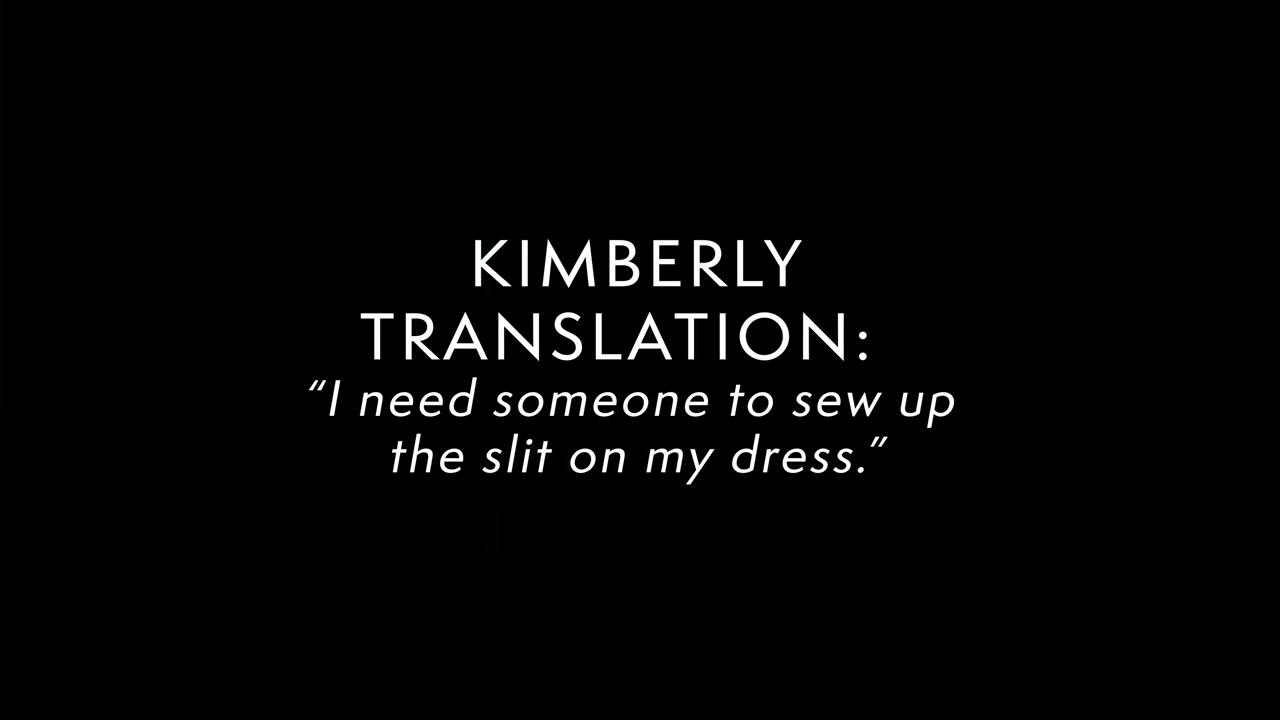 KIMBERLY
TRANSLATION:
“I need someone to sew up
the slit on my dress.”